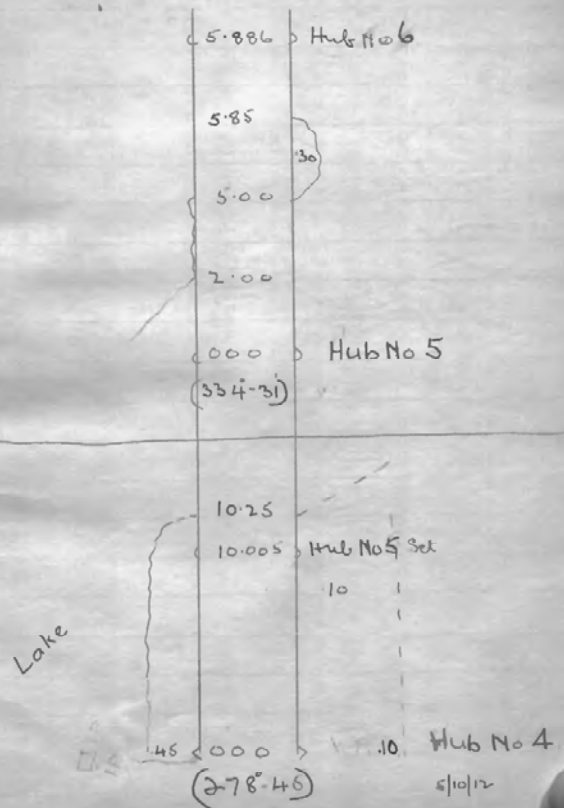 5.886 Hub No 6
5.85
.30
5.00
2.00
000 Hub No 5
(334°-31')
10.25
10.005 Hub No 5 Set
.10
Lake
.45 000 .10 Hub No 4
(278°-46)
5/10/12